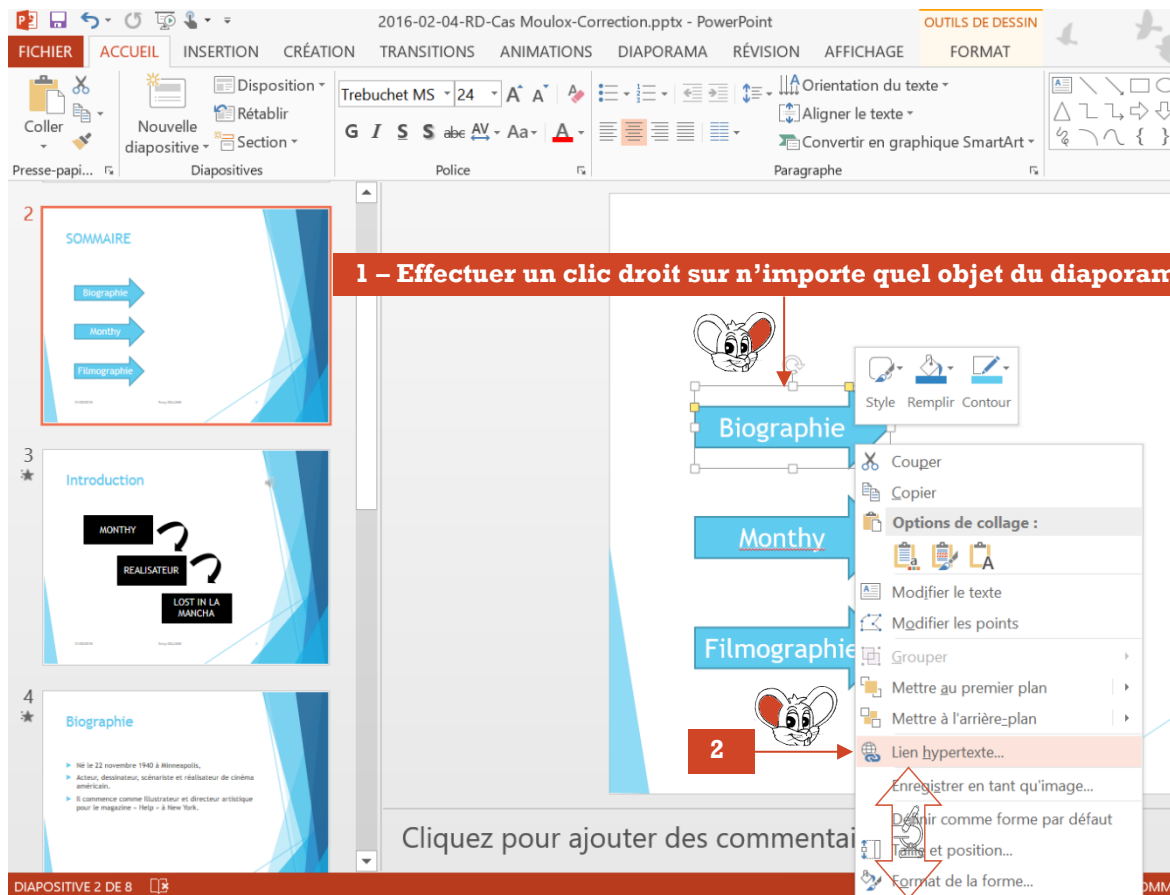 2016-02-04-RD-Cas Moulox-Correction.pptx - PowerPoint
OUTILS DE DESSIN
FICHIER ACCUEIL INSERTION CRÉATION TRANSITIONS ANIMATIONS DIAPORAMA RÉVISION AFFICHAGE FORMAT
Coller
Presse-papi...
Nouvelle
diapositive
Disposition
Rétablir
Section
Diapositives
Trebuchet MS 24 A A
G I S S abc AV Aa A
Police
Orientation du texte
Aligner le texte
Convertir en graphique SmartArt
Paragraphe
2
SOMMAIRE
Biographie
Monthy
Filmographie
3
Introduction
MONTHY
REALISATEUR
LOST IN LA
MANCHA
4
Biographie
Né le 22 novembre 1940 à Minneapolis,
Acteur, dessinateur, scénariste et réalisateur de cinéma
américain.
Il commence comme illustrateur et directeur artistique
pour le magazine « Help » à New York.
1 – Effectuer un clic droit sur n’importe quel objet du diaporam
Biographie
Monthy
Filmographie
Style Remplir Contour
Couper
Copier
Options de collage :
Modifier le texte
Modifier les points
Grouper
Mettre au premier plan
Mettre à l'arrière-plan
2
Lien hypertexte...
Enregistrer en tant qu'image...
Définir comme forme par défaut
Taille et position...
Format de la forme...
Cliquez pour ajouter des commentai
DIAPOSITIVE 2 DE 8
OMM